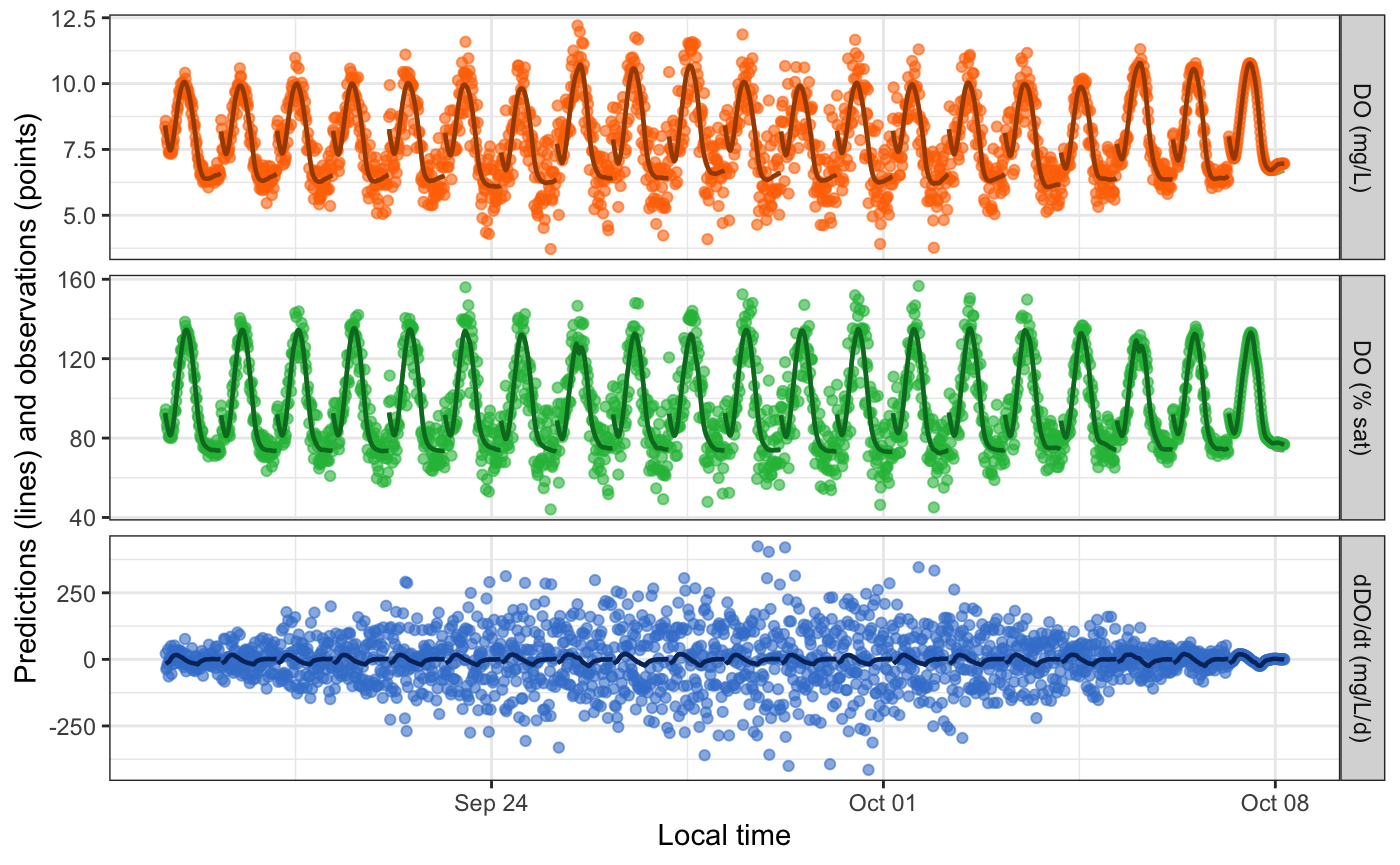 Predictions (lines) and observations (points)
12.5
10.0
7.5
5.0
DO (mg/L)
160
120
80
40
DO (% sat)
250
0
-250
dDO/dt (mg/L/d)
Sep 24
Oct 01
Oct 08
Local time